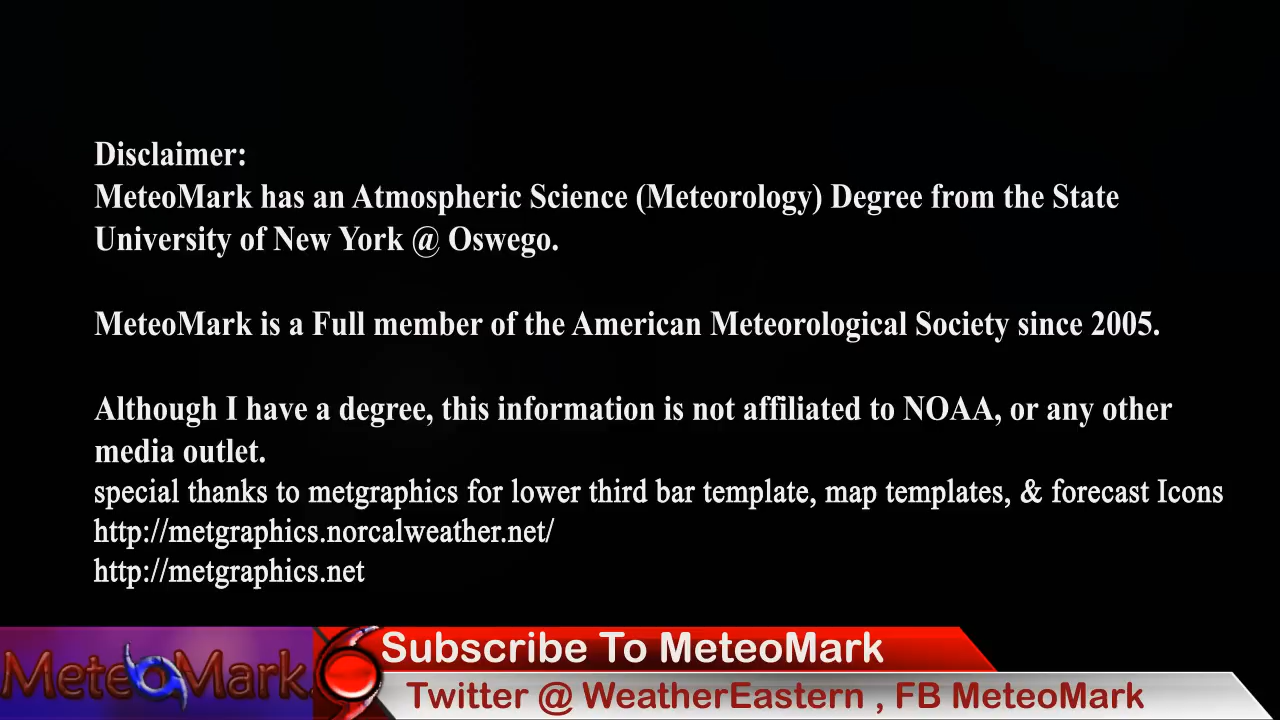 Disclaimer:
MeteoMark has an Atmospheric Science (Meteorology) Degree from the State
University of New York @ Oswego.
MeteoMark is a Full member of the American Meteorological Society since 2005.
Although I have a degree, this information is not affiliated to NOAA, or any other
media outlet.
special thanks to metgraphics for lower third bar template, map templates, & forecast Icons
http://metgraphics.norcalweather.net/
http://metgraphics.net
MeteoMark.
Subscribe To MeteoMark
Twitter @ WeatherEastern , FB MeteoMark